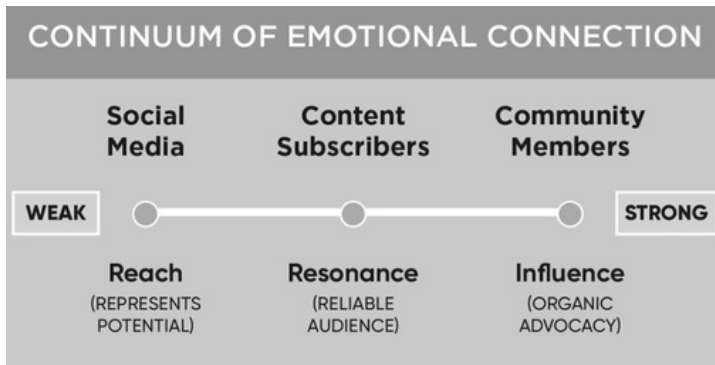 CONTINUUM OF EMOTIONAL CONNECTION
Social
Media
Content
Subscribers
Community
Members
WEAK
STRONG
Reach
(REPRESENTS
POTENTIAL)
Resonance
(RELIABLE
AUDIENCE)
Influence
(ORGANIC
ADVOCACY)